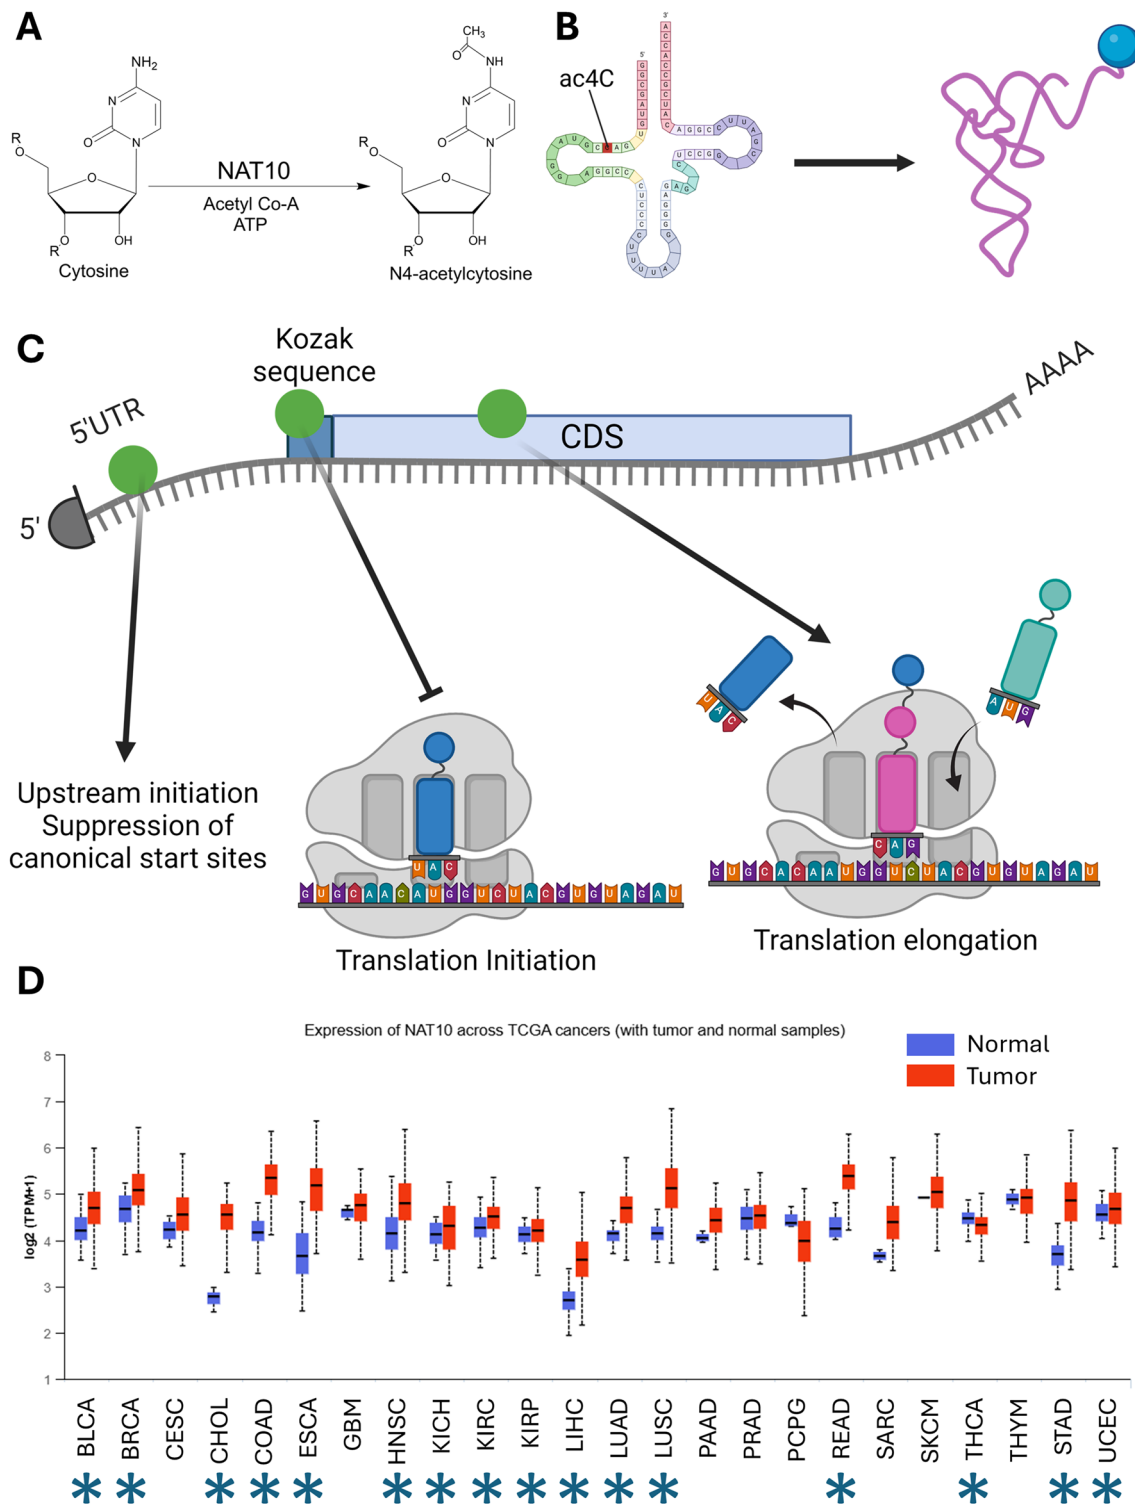 A
B
CH₃
O
NH
NH₂
N
O
N
R
O
O
O
R
OH
Cytosine
NAT10
Acetyl Co-A
ATP
N
O
N
R
O
O
O
R
OH
N4-acetylcytosine
ac4C
5'
3'
C
Kozak
sequence
5'UTR
CDS
AAAA
5'
Upstream initiation
Suppression of
canonical start sites
U A C
G U G C A A C A U G G U C U A C G U G U A G A U
Translation Initiation
U A C
A U G
C A G
G U G C A C A A U G G U C U A C G U G U A G A U
Translation elongation
D
Expression of NAT10 across TCGA cancers (with tumor and normal samples)
Normal
Tumor
log2 (TPM+1)
8
7
6
5
4
3
2
1
BLCA
BRCA
CESC
CHOL
COAD
ESCA
GBM
HNSC
KICH
KIRC
KIRP
LIHC
LUAD
LUSC
PAAD
PRAD
PCPG
READ
SARC
SKCM
THCA
THYM
STAD
UCEC